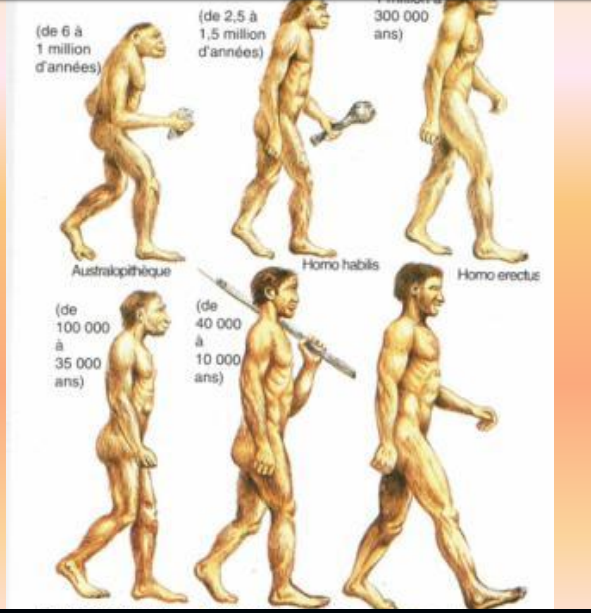 (de 6 à
1 million
d'années)
(de 2,5 à
1,5 million
d'années)
300 000
ans)
Australopithèque
Homo habilis
Homo erectus
(de
100 000
à
35 000
ans)
(de
40 000
à
10 000
ans)